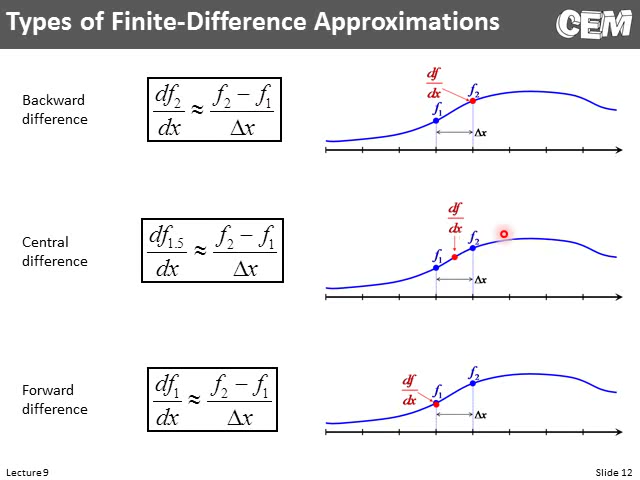 Types of Finite-Difference Approximations
CEM
Backward
difference
df₂/dx ≈ (f₂ − f₁)/Δx
df/dx
f₁
f₂
Δx
Central
difference
df₁.₅/dx ≈ (f₂ − f₁)/Δx
df/dx
f₁
f₂
Δx
Forward
difference
df₁/dx ≈ (f₂ − f₁)/Δx
df/dx
f₁
f₂
Δx
Lecture 9
Slide 12